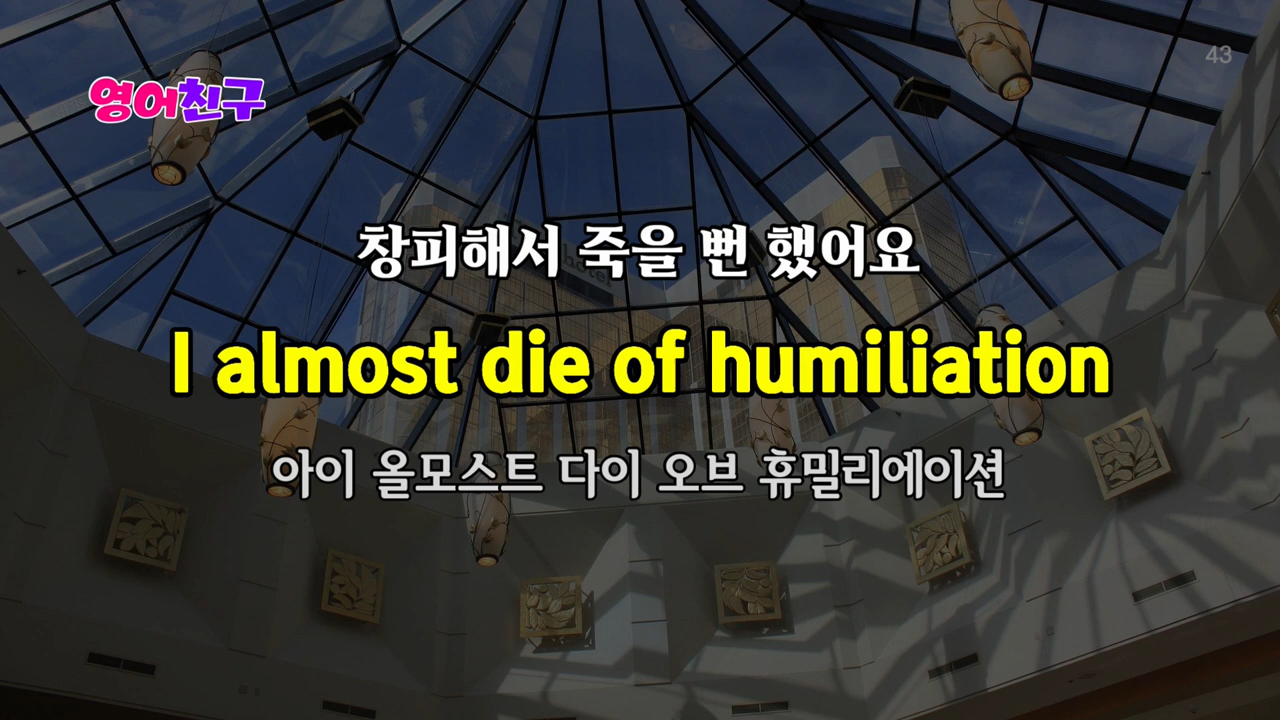 43
영어친구
창피해서 죽을 뻔 했어요
I almost die of humiliation
아이 올모스트 다이 오브 휴밀리에이션